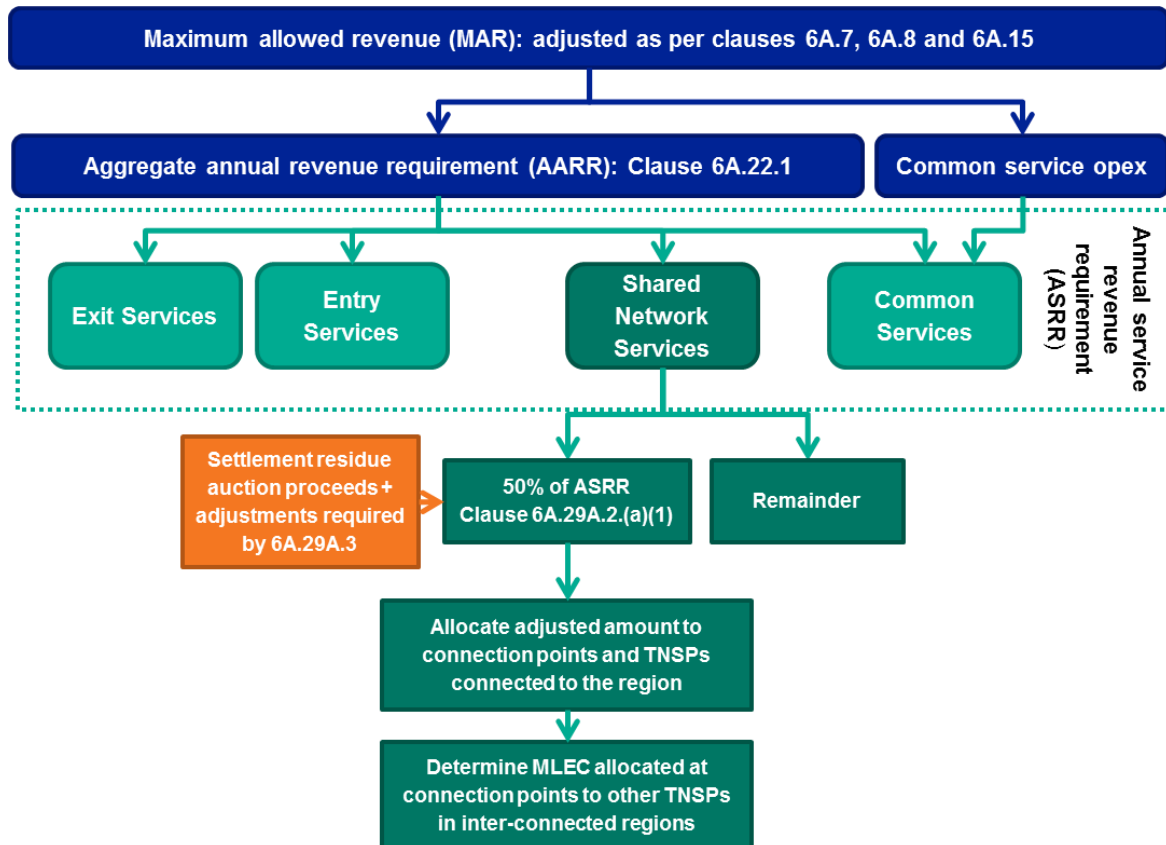 Maximum allowed revenue (MAR): adjusted as per clauses 6A.7, 6A.8 and 6A.15
Aggregate annual revenue requirement (AARR): Clause 6A.22.1
Common service opex
Exit Services
Entry
Services
Shared
Network
Services
Common
Services
Annual service
revenue
requirement
(ASRR)
Settlement residue
auction proceeds +
adjustments required
by 6A.29A.3
50% of ASRR
Clause 6A.29A.2.(a)(1)
Remainder
Allocate adjusted amount to
connection points and TNSPs
connected to the region
Determine MLEC allocated at
connection points to other TNSPs
in inter-connected regions